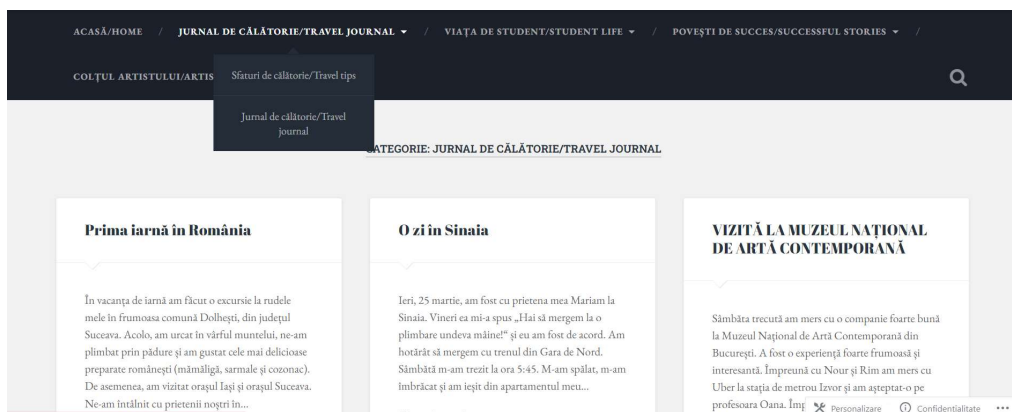 ACASĂ/HOME / JURNAL DE CĂLĂTORIE/TRAVEL JOURNAL / VIAȚA DE STUDENT/STUDENT LIFE / POVEȘTI DE SUCCES/SUCCESSFUL STORIES /
COLȚUL ARTISTULUI/ARTIS
Sfaturi de călătorie/Travel tips
Jurnal de călătorie/Travel
journal
CATEGORIE: JURNAL DE CĂLĂTORIE/TRAVEL JOURNAL
Prima iarnă în România
În vacanța de iarnă am făcut o excursie la rudele
mele în frumoasa comună Dolhești, din județul
Suceava. Acolo, am urcat în vârful muntelui, ne-am
plimbat prin pădure și am gustat cele mai delicioase
preparate românești (mămăligă, sarmale și cozonac).
De asemenea, am vizitat orașul Iași și orașul Suceava.
Ne-am întâlnit cu prietenii noștri în...
O zi în Sinaia
Ieri, 25 martie, am fost cu prietena mea Mariam la
Sinaia. Vineri ea mi-a spus „Hai să mergem la o
plimbare undeva mâine!” și eu am fost de acord. Am
hotărât să mergem cu trenul din Gara de Nord.
Sâmbătă m-am trezit la ora 5:45. M-am spălat, m-am
îmbrăcat și am ieșit din apartamentul meu...
VIZITĂ LA MUZEUL NAȚIONAL
DE ARTĂ CONTEMPORANĂ
Sâmbăta trecută am mers cu o companie foarte bună
la Muzeul Național de Artă Contemporană din
București. A fost o experiență foarte frumoasă și
interesantă. Împreună cu Nour și Rim am mers cu
Uber la stația de metrou Izvor și am așteptat-o pe
profesoara Oana. Împ
Personalizare Confidențialitate ...